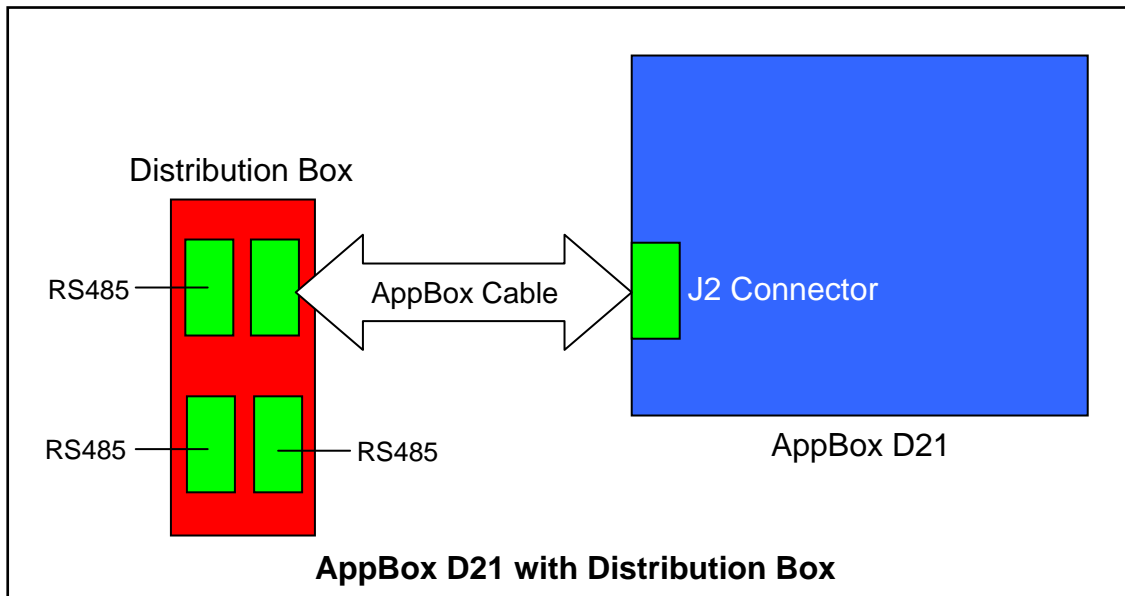 Distribution Box
RS485
AppBox Cable
J2 Connector
RS485
RS485
AppBox D21
AppBox D21 with Distribution Box